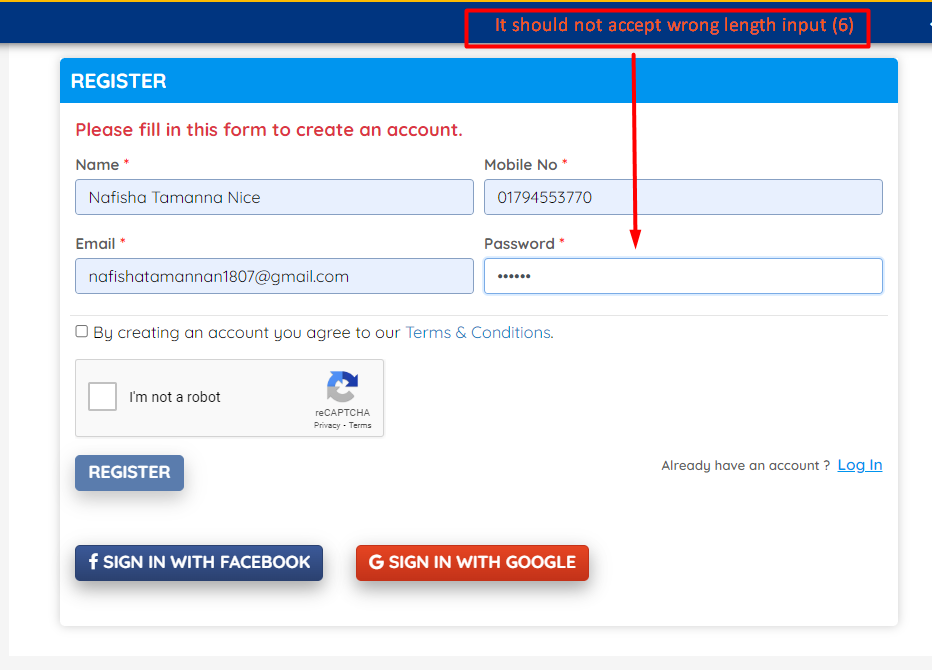 It should not accept wrong length input (6)
REGISTER
Please fill in this form to create an account.
Name *
Mobile No *
Nafisha Tamanna Nice
01794553770
Email *
Password *
nafishatamannan1807@gmail.com
••••••
By creating an account you agree to our Terms & Conditions.
I'm not a robot
reCAPTCHA
Privacy - Terms
REGISTER
Already have an account ? Log In
f SIGN IN WITH FACEBOOK
G SIGN IN WITH GOOGLE